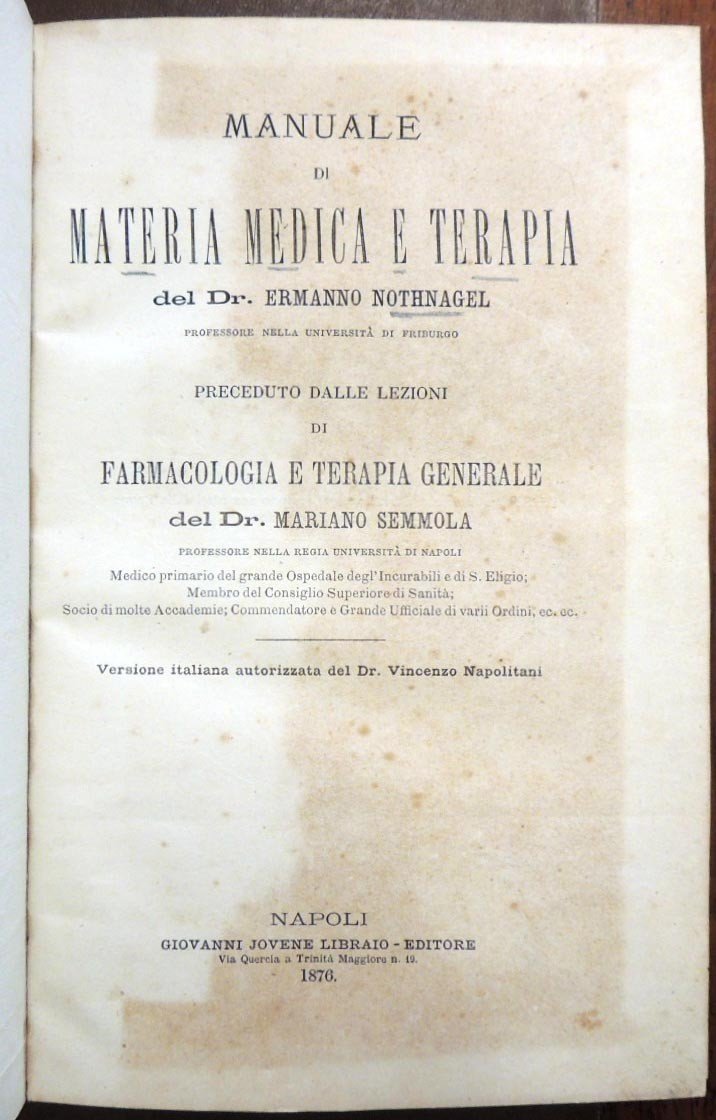 MANUALE
DI
MATERIA MEDICA E TERAPIA
del Dr. ERMANNO NOTHNAGEL
PROFESSORE NELLA UNIVERSITÀ DI FRIBURGO
PRECEDUTO DALLE LEZIONI
DI
FARMACOLOGIA E TERAPIA GENERALE
del Dr. MARIANO SEMMOLA
PROFESSORE NELLA REGIA UNIVERSITÀ DI NAPOLI
Medico primario del grande Ospedale degl'Incurabili e di S. Eligio;
Membro del Consiglio Superiore di Sanità;
Socio di molte Accademie; Commendatore e Grande Ufficiale di varii Ordini, ec. ec.
Versione italiana autorizzata del Dr. Vincenzo Napolitani
NAPOLI
GIOVANNI JOVENE LIBRAIO - EDITORE
Via Quercia a Trinità Maggiore n. 19.
1876.